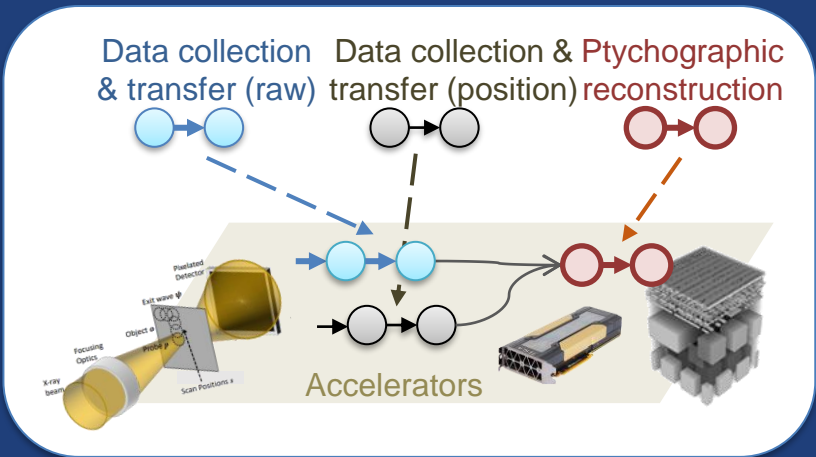 Data collection
& transfer (raw)
Data collection &
transfer (position)
Ptychographic
reconstruction
Pixelated
Detector
Exit wave ψ
Object
Probe P
Focusing
Optics
X-ray
beam
Scan Positions s
Accelerators